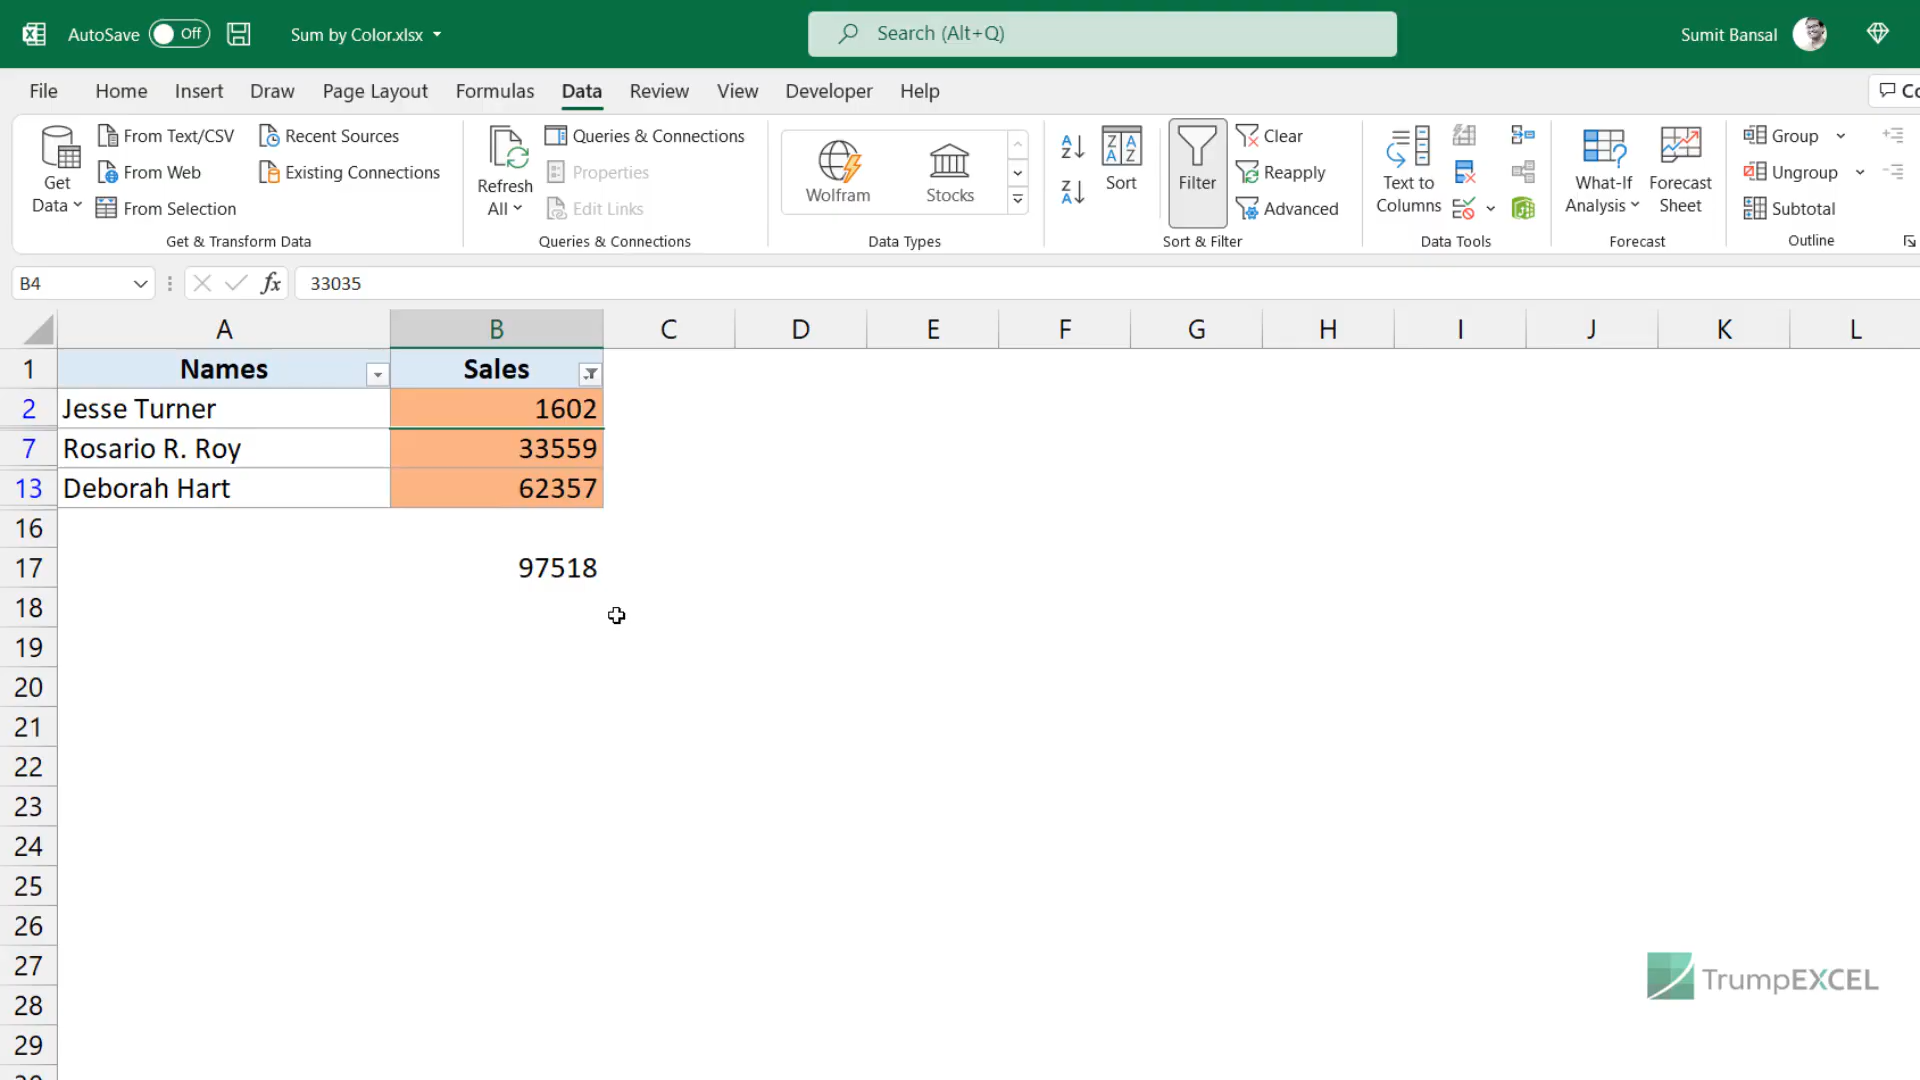 AutoSave Off Sum by Color.xlsx Search (Alt+Q) Sumit Bansal
File Home Insert Draw Page Layout Formulas Data Review View Developer Help
Get Data
From Text/CSV
From Web
From Selection
Recent Sources
Existing Connections
Get & Transform Data
Refresh All
Queries & Connections
Properties
Edit Links
Queries & Connections
Wolfram
Stocks
Data Types
Sort
Filter
Clear
Reapply
Advanced
Sort & Filter
Text to Columns
Data Tools
What-If Analysis
Forecast Sheet
Forecast
Group
Ungroup
Subtotal
Outline
B4 fx 33035
A B C D E F G H I J K L
1 Names Sales
2 Jesse Turner 1602
7 Rosario R. Roy 33559
13 Deborah Hart 62357
16
17 97518
18
19
20
21
22
23
24
25
26
27
28
29
TrumpEXCEL